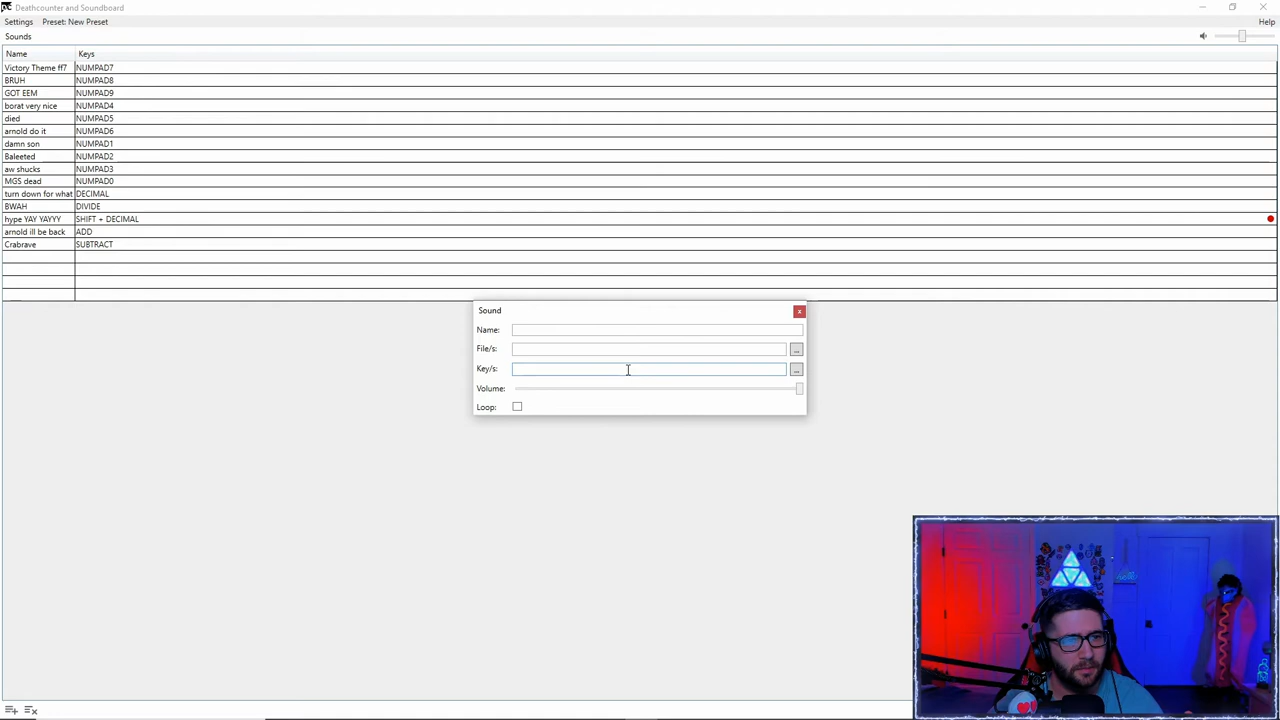 Deathcounter and Soundboard
Settings Preset: New Preset Help
Sounds
Name Keys
Victory Theme ff7 NUMPAD7
BRUH NUMPAD8
GOT EEM NUMPAD9
borat very nice NUMPAD4
died NUMPAD5
arnold do it NUMPAD6
damn son NUMPAD1
Baleeted NUMPAD2
aw shucks NUMPAD3
MGS dead NUMPAD0
turn down for what DECIMAL
BWAH DIVIDE
hype YAY YAYYY SHIFT + DECIMAL
arnold ill be back ADD
Crabrave SUBTRACT
Sound x
Name:
File/s: ...
Key/s: ...
Volume:
Loop: